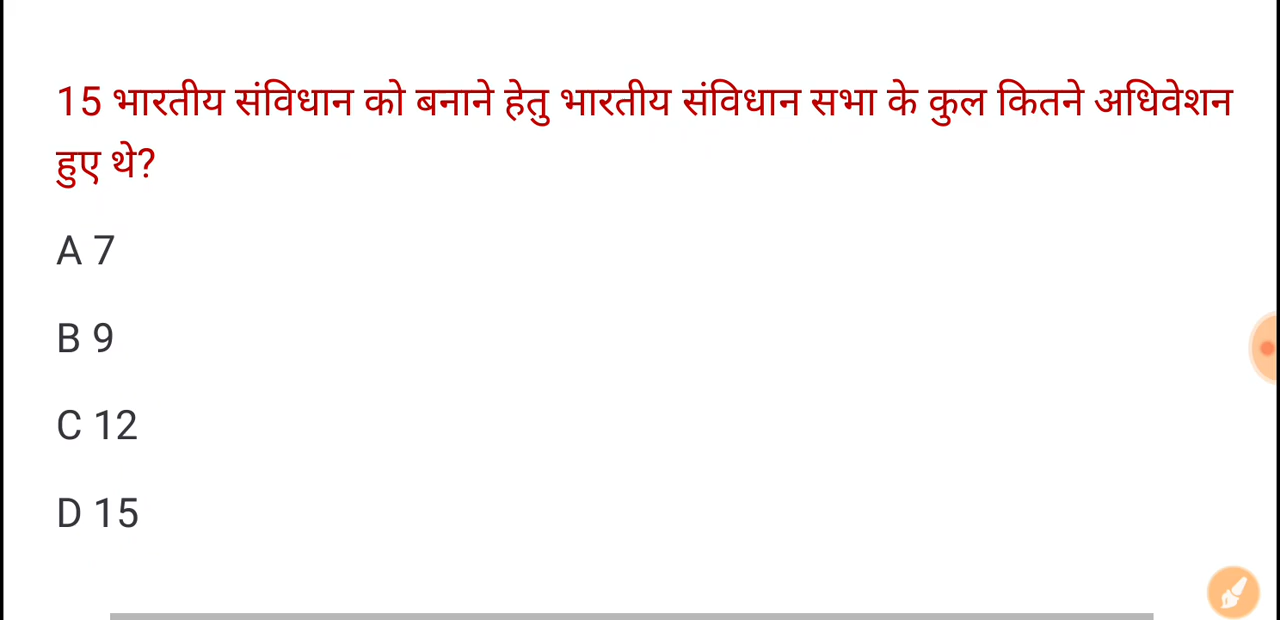 15 भारतीय संविधान को बनाने हेतु भारतीय संविधान सभा के कुल कितने अधिवेशन
हुए थे?
A 7
B 9
C 12
D 15